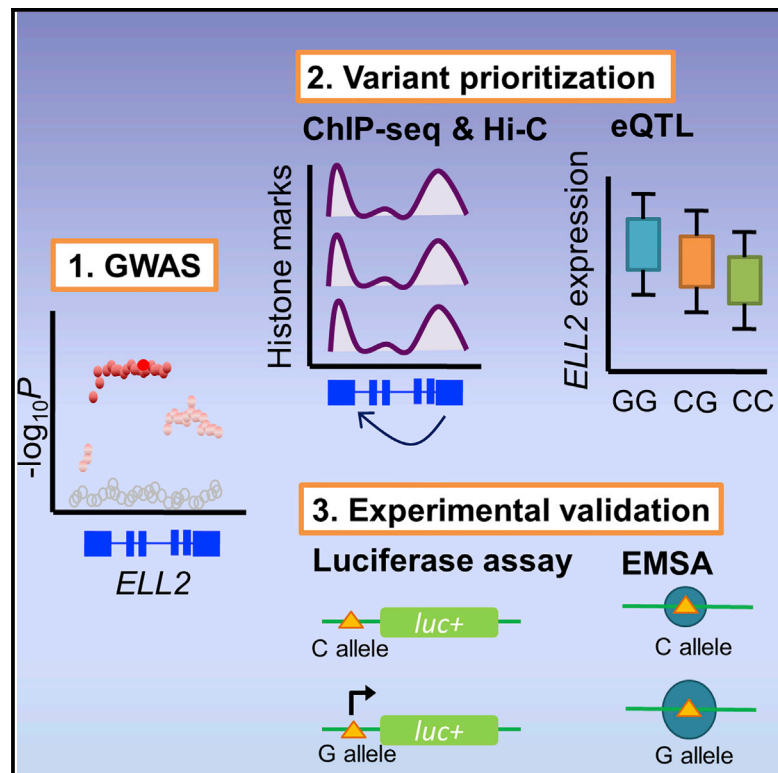 1. GWAS
-log10P
ELL2
2. Variant prioritization
ChIP-seq & Hi-C
Histone marks
eQTL
ELL2 expression
GG CG CC
3. Experimental validation
Luciferase assay
luc+
C allele
luc+
G allele
EMSA
C allele
G allele